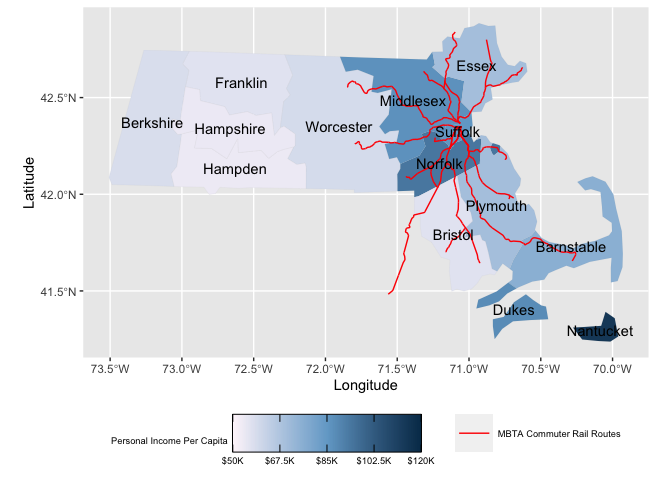 Essex
Franklin
Middlesex
Berkshire
Hampshire
Worcester
Suffolk
Norfolk
Hampden
Plymouth
Bristol
Barnstable
Dukes
Nantucket
42.5°N
42.0°N
41.5°N
Latitude
73.5°W 73.0°W 72.5°W 72.0°W 71.5°W 71.0°W 70.5°W 70.0°W
Longitude
Personal Income Per Capita
$50K $67.5K $85K $102.5K $120K
MBTA Commuter Rail Routes